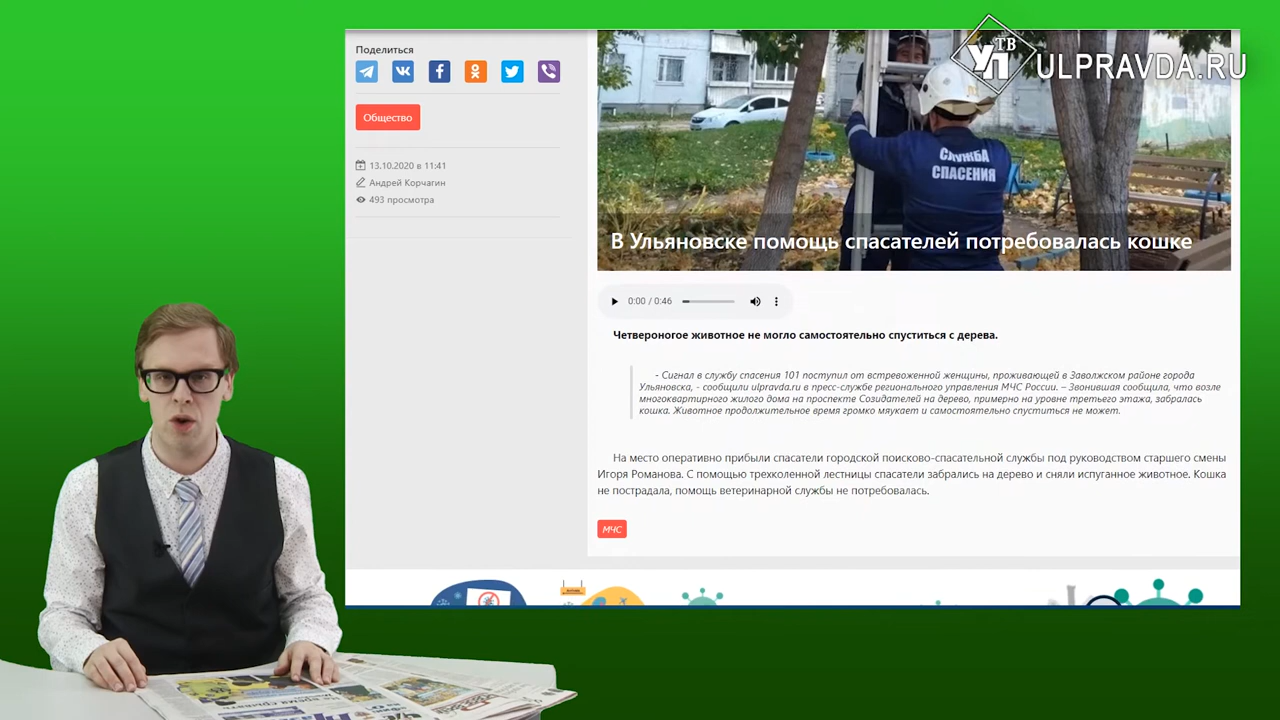 УП ТВ ULPRAVDA.RU
Поделиться
Общество
13.10.2020 в 11:41
Андрей Корчагин
493 просмотра
СЛУЖБА
СПАСЕНИЯ
В Ульяновске помощь спасателей потребовалась кошке
0:00 / 0:46
Четвероногое животное не могло самостоятельно спуститься с дерева.
- Сигнал в службу спасения 101 поступил от встревоженной женщины, проживающей в Заволжском районе города
Ульяновска, - сообщили ulpravda.ru в пресс-службе регионального управления МЧС России. – Звонившая сообщила, что возле
многоквартирного жилого дома на проспекте Созидателей на дерево, примерно на уровне третьего этажа, забралась
кошка. Животное продолжительное время громко мяукает и самостоятельно спуститься не может.
На место оперативно прибыли спасатели городской поисково-спасательной службы под руководством старшего смены
Игоря Романова. С помощью трехколенной лестницы спасатели забрались на дерево и сняли испуганное животное. Кошка
не пострадала, помощь ветеринарной службы не потребовалась.
МЧС